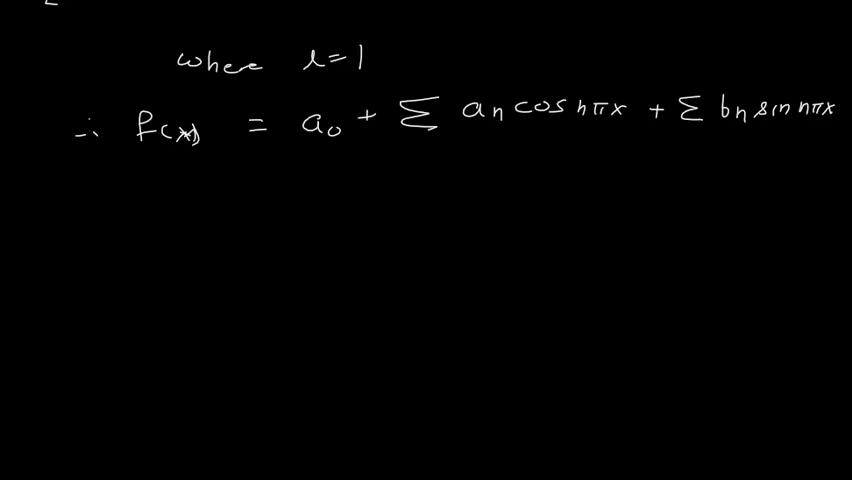 where l=1
∴ f(x) = a₀ + Σ aₙ cos nπx + Σ bₙ sin nπx